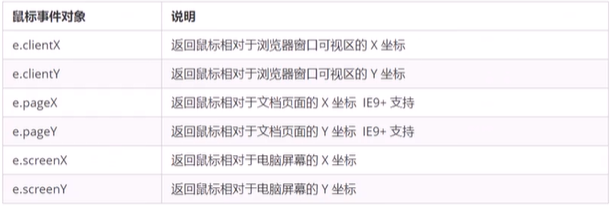 鼠标事件对象 说明
e.clientX 返回鼠标相对于浏览器窗口可视区的 X 坐标
e.clientY 返回鼠标相对于浏览器窗口可视区的 Y 坐标
e.pageX 返回鼠标相对于文档页面的 X 坐标 IE9+ 支持
e.pageY 返回鼠标相对于文档页面的 Y 坐标 IE9+ 支持
e.screenX 返回鼠标相对于电脑屏幕的 X 坐标
e.screenY 返回鼠标相对于电脑屏幕的 Y 坐标